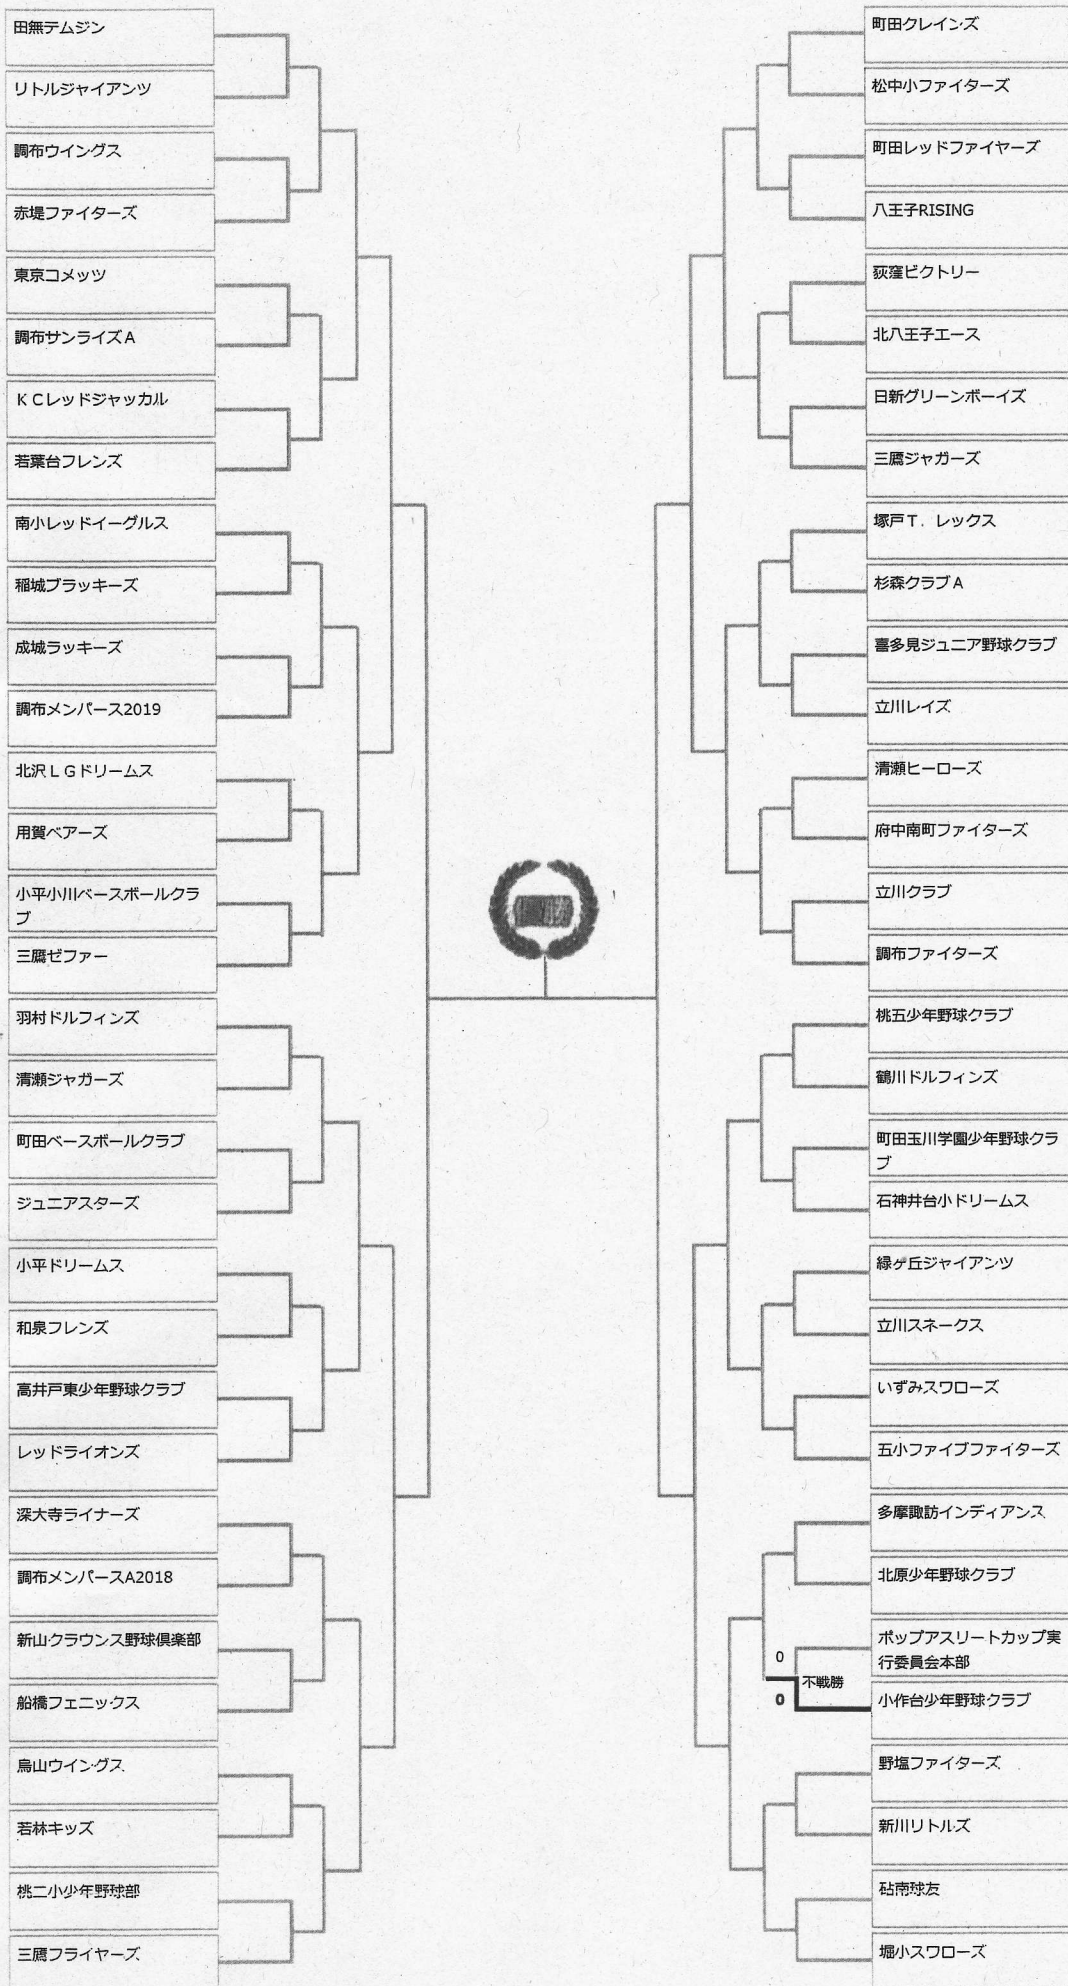 田無テムジン
リトルジャイアンツ
調布ウイングス
赤堤ファイターズ
東京コメッツ
調布サンライズA
KCレッドジャッカル
若葉台フレンズ
南小レッドイーグルス
稲城ブラッキーズ
成城ラッキーズ
調布メンパース2019
北沢LGドリームス
用賀ベアーズ
小平小川ベースボールクラ
ブ
三鷹ゼファー
羽村ドルフィンズ
清瀬ジャガーズ
町田ベースボールクラブ
ジュニアスターズ
小平ドリームス
和泉フレンズ
高井戸東少年野球クラブ
レッドライオンズ
深大寺ライナーズ
調布メンパースA2018
新山クラウンス野球倶楽部
船橋フェニックス
烏山ウイングス
若林キッズ
桃二小少年野球部
三鷹フライヤーズ
町田クレインズ
松中小ファイターズ
町田レッドファイヤーズ
八王子RISING
荻窪ビクトリー
北八王子エース
日新グリーンボーイズ
三鷹ジャガーズ
塚戸T．レックス
杉森クラブA
喜多見ジュニア野球クラブ
立川レイズ
清瀬ヒーローズ
府中南町ファイターズ
立川クラブ
調布ファイターズ
桃五少年野球クラブ
鶴川ドルフィンズ
町田玉川学園少年野球クラ
ブ
石神井台小ドリームス
緑ヶ丘ジャイアンツ
立川スネークス
いずみスワローズ
五小ファイブファイターズ
多摩諏訪インディアンス
北原少年野球クラブ
ポップアスリートカップ実
行委員会本部
0
不戦勝
0
小作台少年野球クラブ
野塩ファイターズ
新川リトルズ
砧南球友
堀小スワローズ